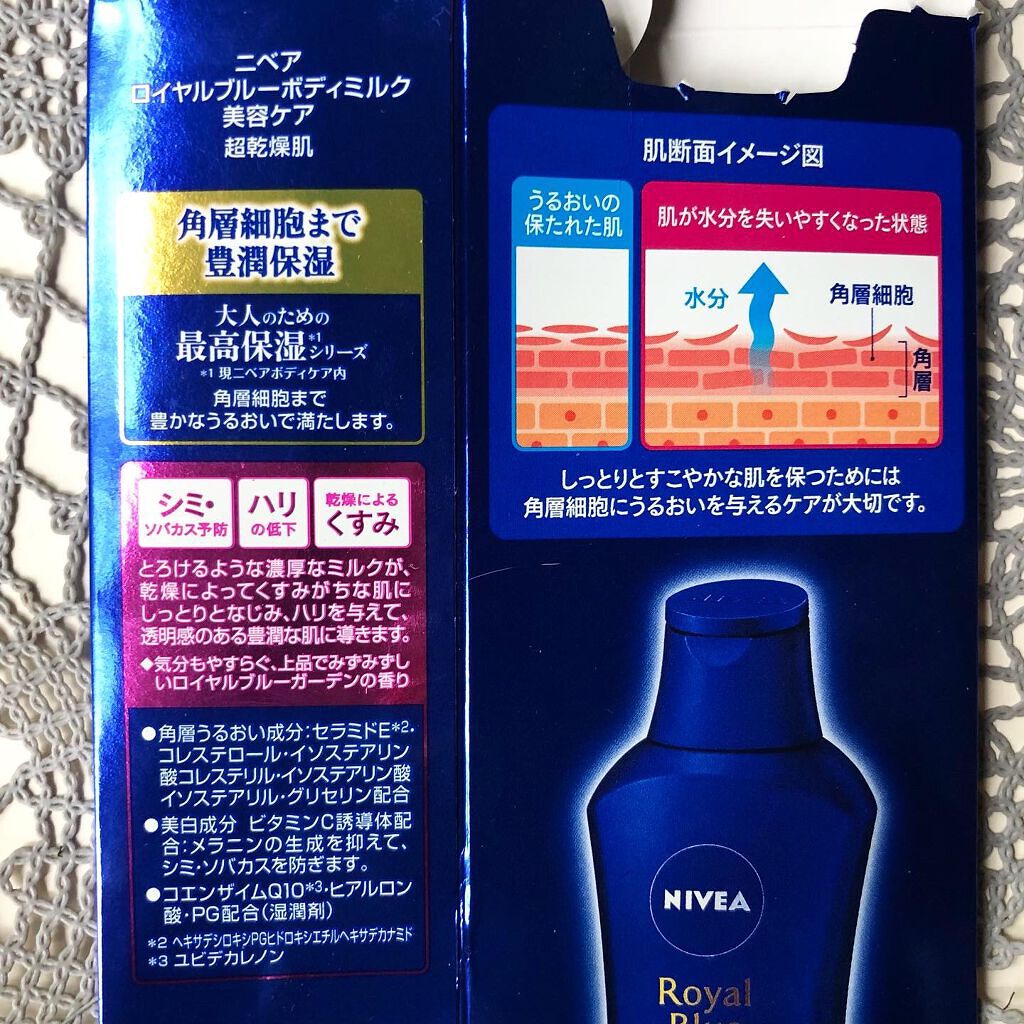 ニベア
ロイヤルブルーボディミルク
美容ケア
超乾燥肌
角層細胞まで
豊潤保湿
大人のための
最高保湿*1シリーズ
*1 現ニベアボディケア内
角層細胞まで
豊かなうるおいで満たします。
シミ・
ソバカス予防
ハリ
の低下
乾燥による
くすみ
とろけるような濃厚なミルクが、
乾燥によってくすみがちな肌に
しっとりとなじみ、ハリを与えて、
透明感のある豊潤な肌に導きます。
◆気分もやすらぐ、上品でみずみずし
いロイヤルブルーガーデンの香り
●角層うるおい成分:セラミドE*2・
コレステロール・イソステアリン
酸コレステリル・イソステアリン酸
イソステアリル・グリセリン配合
●美白成分 ビタミンC誘導体配
合:メラニンの生成を抑えて、
シミ・ソバカスを防ぎます。
●コエンザイムQ10*3・ヒアルロン
酸・PG配合(湿潤剤)
*2 ヘキサデシロキシPGヒドロキシエチルヘキサデカナミド
*3 ユビデカレノン
肌断面イメージ図
うるおいの
保たれた肌
肌が水分を失いやすくなった状態
水分
角層細胞
角層
しっとりとすこやかな肌を保つためには
角層細胞にうるおいを与えるケアが大切です。
NIVEA
Royal
Blue